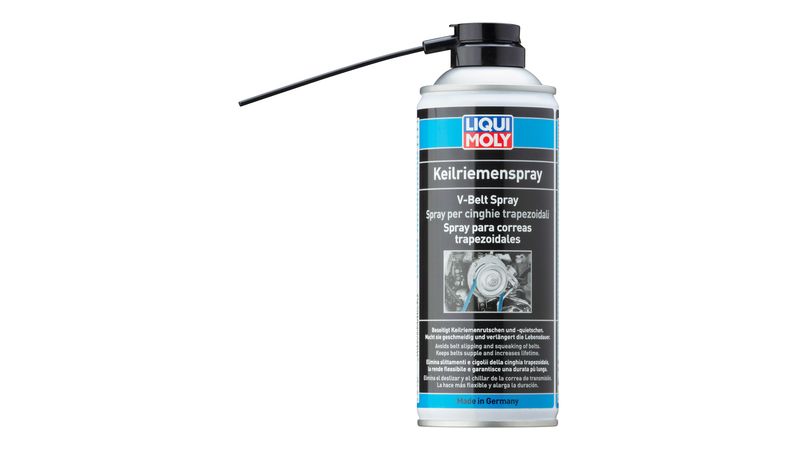 LIQUI
MOLY
Keilriemenspray
V-Belt Spray
Spray per cinghie trapezoidali
Spray para correas
trapezoidales
Beseitigt Keilriemenrutschen und -quietschen.
Macht sie geschmeidig und verlängert die Lebensdauer.
Avoids belt slipping and squeaking of belts.
Keeps belts supple and increases lifetime.
Elimina slittamenti e cigolii della cinghia trapezoidale,
la rende flessibile e garantisce una durata più lunga.
Elimina el deslizar y el chillar de la correa de transmisión.
La hace más flexible y alarga la duración.
Made in Germany